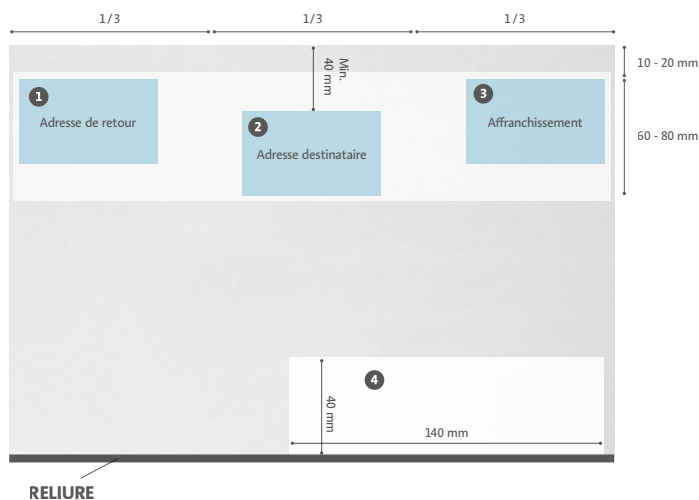 1/3
1/3
1/3
10 - 20 mm
Min.
40 mm
1
Adresse de retour
2
Adresse destinataire
3
Affranchissement
60 - 80 mm
4
40 mm
140 mm
RELIURE